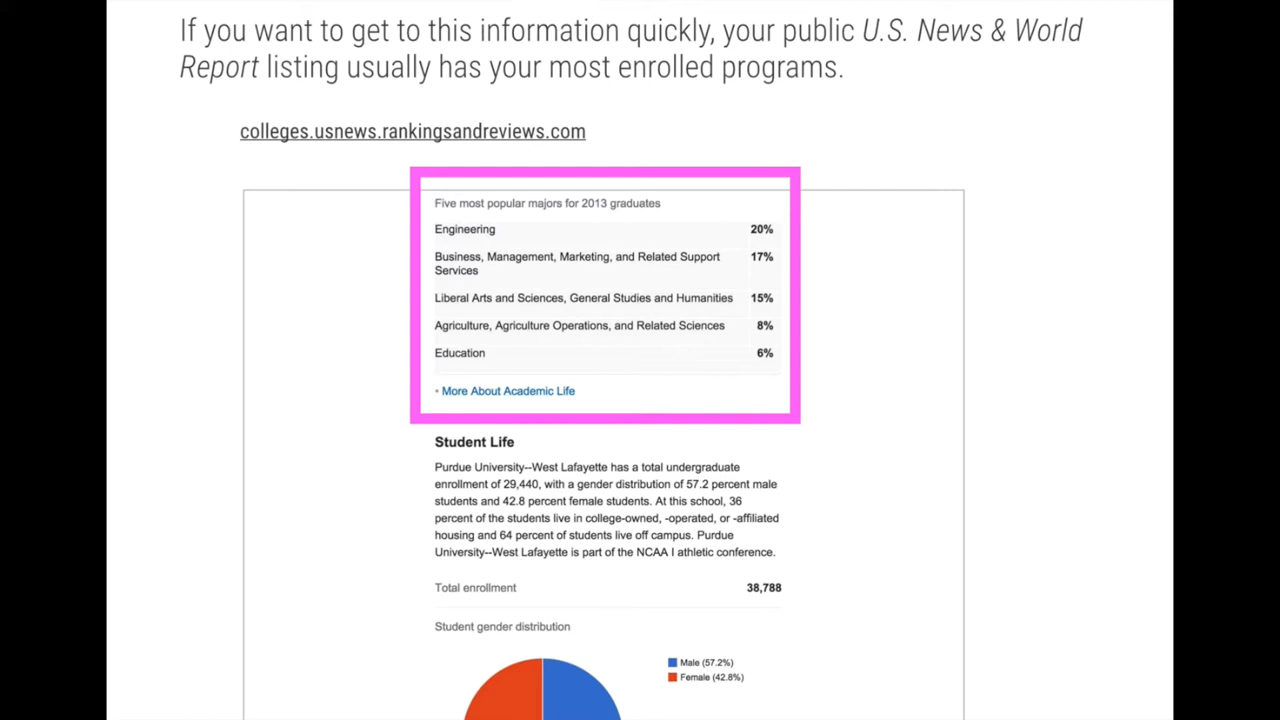 If you want to get to this information quickly, your public U.S. News & World
Report listing usually has your most enrolled programs.
colleges.usnews.rankingsandreviews.com
Five most popular majors for 2013 graduates
Engineering 20%
Business, Management, Marketing, and Related Support 17%
Services
Liberal Arts and Sciences, General Studies and Humanities 15%
Agriculture, Agriculture Operations, and Related Sciences 8%
Education 6%
• More About Academic Life
Student Life
Purdue University--West Lafayette has a total undergraduate
enrollment of 29,440, with a gender distribution of 57.2 percent male
students and 42.8 percent female students. At this school, 36
percent of the students live in college-owned, -operated, or -affiliated
housing and 64 percent of students live off campus. Purdue
University--West Lafayette is part of the NCAA I athletic conference.
Total enrollment 38,788
Student gender distribution
Male (57.2%)
Female (42.8%)